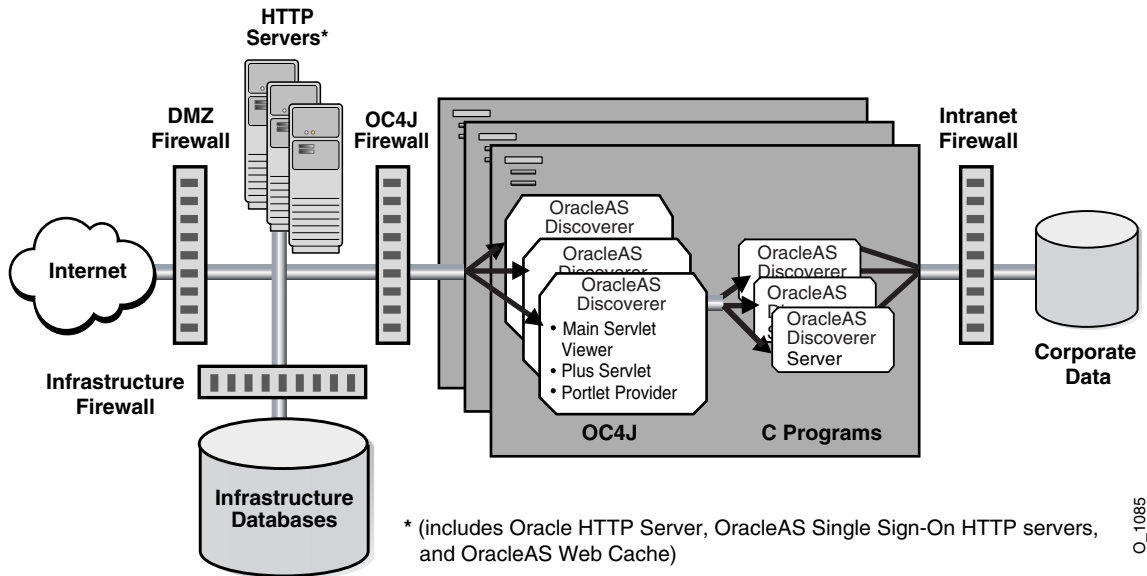 HTTP
Servers*
DMZ
Firewall
OC4J
Firewall
Intranet
Firewall
Internet
OracleAS
Discoverer
OracleAS
Discoverer
OracleAS
Discoverer
• Main Servlet
Viewer
• Plus Servlet
• Portlet Provider
OracleAS
Discoverer
OracleAS
OracleAS
Discoverer
Server
Corporate
Data
Infrastructure
Firewall
OC4J
C Programs
Infrastructure
Databases
* (includes Oracle HTTP Server, OracleAS Single Sign-On HTTP servers,
and OracleAS Web Cache)
O_1085